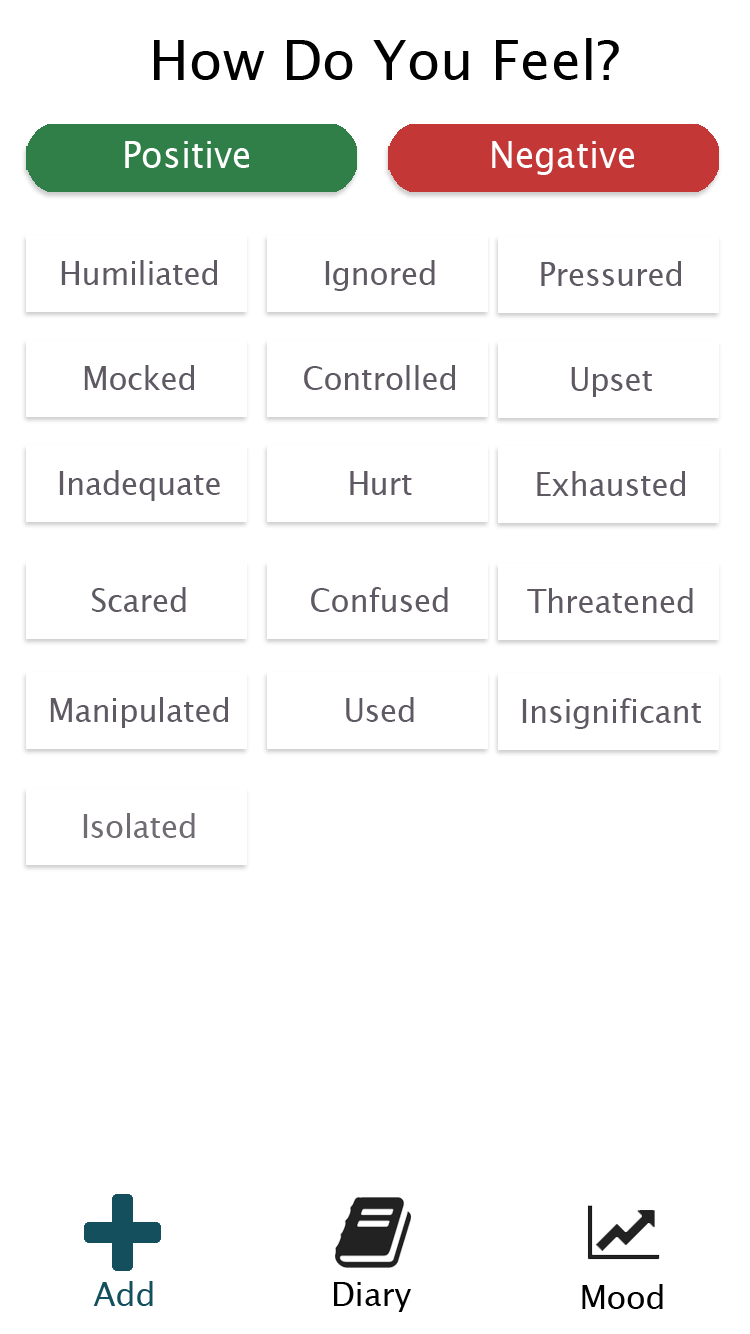 How Do You Feel?
Positive Negative
Humiliated Ignored Pressured
Mocked Controlled Upset
Inadequate Hurt Exhausted
Scared Confused Threatened
Manipulated Used Insignificant
Isolated
Add Diary Mood